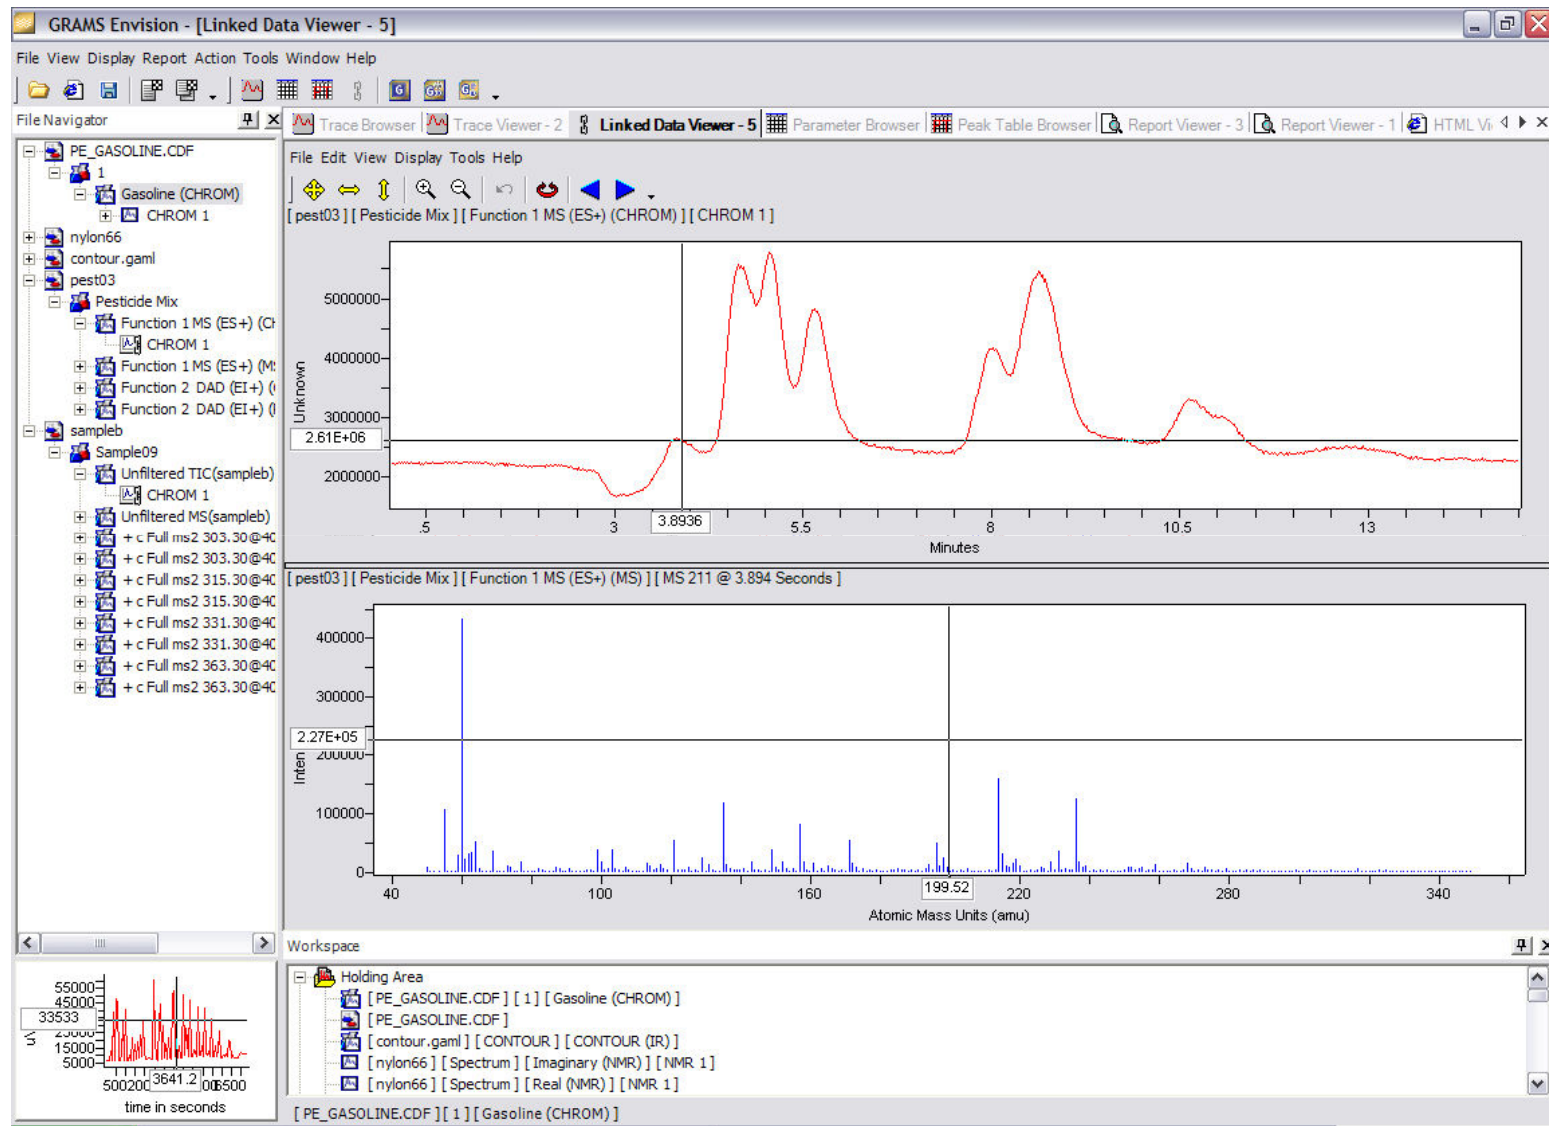 GRAMS Envision - [Linked Data Viewer - 5]
File View Display Report Action Tools Window Help
File Navigator
PE_GASOLINE.CDF
1
Gasoline (CHROM)
CHROM 1
nylon66
contour.gaml
pest03
Pesticide Mix
Function 1 MS (ES+) (CH
CHROM 1
Function 1 MS (ES+) (MS
Function 2 DAD (EI+) (
Function 2 DAD (EI+) (
sampleb
Sample09
Unfiltered TIC(sampleb)
CHROM 1
Unfiltered MS(sampleb)
+ c Full ms2 303.30@40
+ c Full ms2 303.30@40
+ c Full ms2 315.30@40
+ c Full ms2 315.30@40
+ c Full ms2 331.30@40
+ c Full ms2 331.30@40
+ c Full ms2 363.30@40
+ c Full ms2 363.30@40
55000
45000
33533
25000
15000
5000
uV
500 200 3641.2 6500
time in seconds
Trace Browser Trace Viewer - 2 Linked Data Viewer - 5 Parameter Browser Peak Table Browser Report Viewer - 3 Report Viewer - 1 HTML Vi
File Edit View Display Tools Help
[ pest03 ] [ Pesticide Mix ] [ Function 1 MS (ES+) (CHROM) ] [ CHROM 1 ]
5000000
4000000
3000000
2.61E+06
2000000
Unknown
.5 3 3.8936 5.5 8 10.5 13
Minutes
[ pest03 ] [ Pesticide Mix ] [ Function 1 MS (ES+) (MS) ] [ MS 211 @ 3.894 Seconds ]
400000
300000
2.27E+05
200000
100000
0
Inten
40 100 160 199.52 220 280 340
Atomic Mass Units (amu)
Workspace
Holding Area
[ PE_GASOLINE.CDF ] [ 1 ] [ Gasoline (CHROM) ]
[ PE_GASOLINE.CDF ]
[ contour.gaml ] [ CONTOUR ] [ CONTOUR (IR) ]
[ nylon66 ] [ Spectrum ] [ Imaginary (NMR) ] [ NMR 1 ]
[ nylon66 ] [ Spectrum ] [ Real (NMR) ] [ NMR 1 ]
[ PE_GASOLINE.CDF ] [ 1 ] [ Gasoline (CHROM) ]